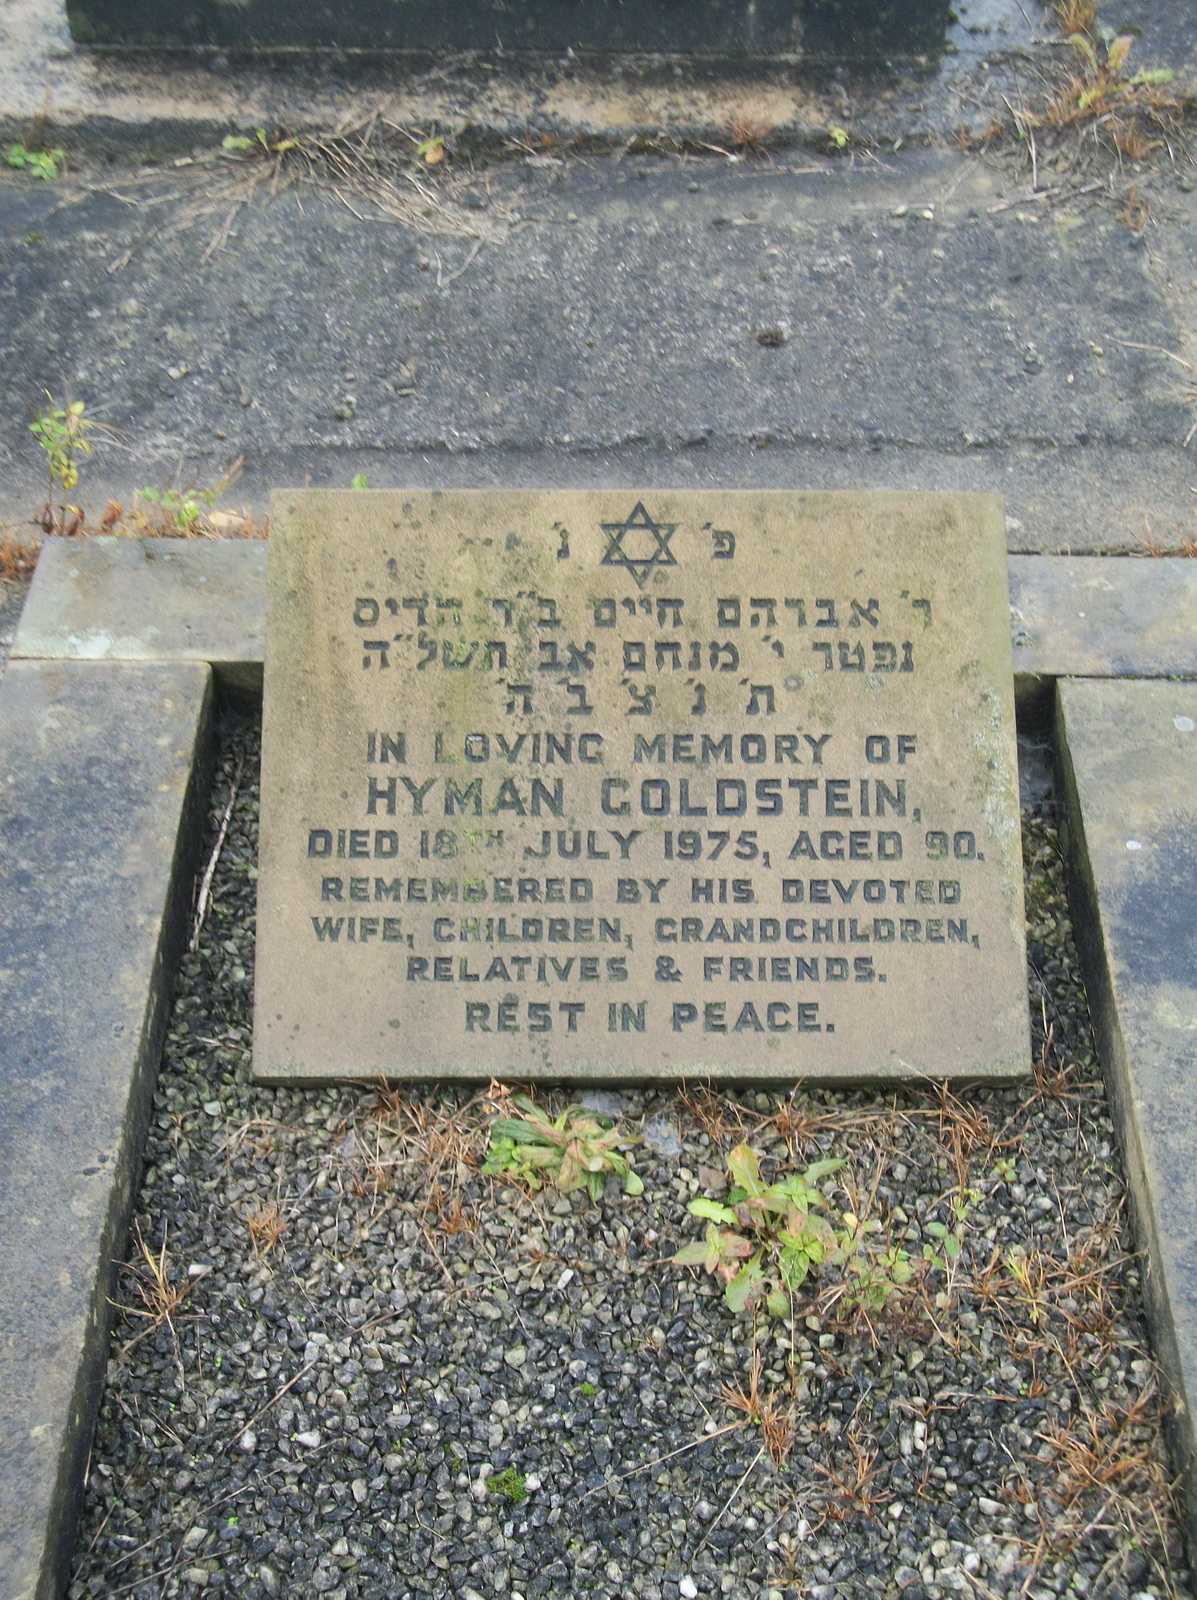 פ׳ נ׳
ר׳ אברהם חיים ב״ר הדיס
נפטר י׳ מנחם אב תשל״ה
ת׳ נ׳ צ׳ ב׳ ה׳
IN LOVING MEMORY OF
HYMAN GOLDSTEIN,
DIED 18TH JULY 1975, AGED 90.
REMEMBERED BY HIS DEVOTED
WIFE, CHILDREN, GRANDCHILDREN,
RELATIVES & FRIENDS.
REST IN PEACE.